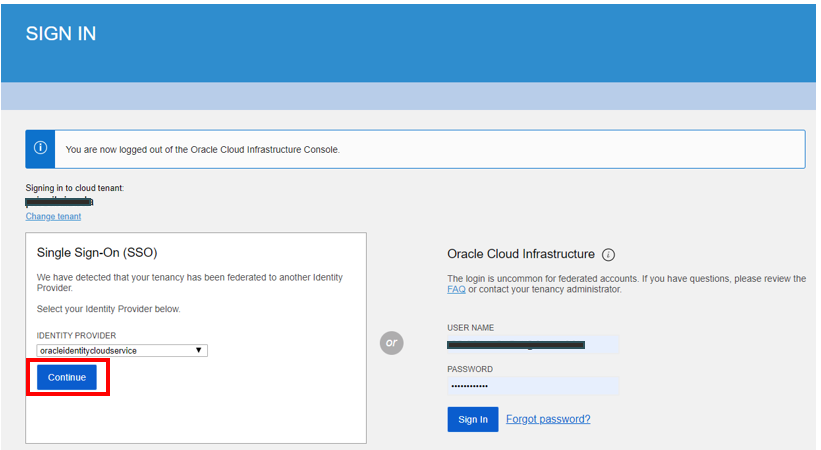 SIGN IN
You are now logged out of the Oracle Cloud Infrastructure Console.
Signing in to cloud tenant:
Change tenant
Single Sign-On (SSO)
We have detected that your tenancy has been federated to another Identity
Provider.
Select your Identity Provider below.
IDENTITY PROVIDER
oracleidentitycloudservice
Continue
or
Oracle Cloud Infrastructure
The login is uncommon for federated accounts. If you have questions, please review the
FAQ or contact your tenancy administrator.
USER NAME
PASSWORD
••••••••••••
Sign In Forgot password?